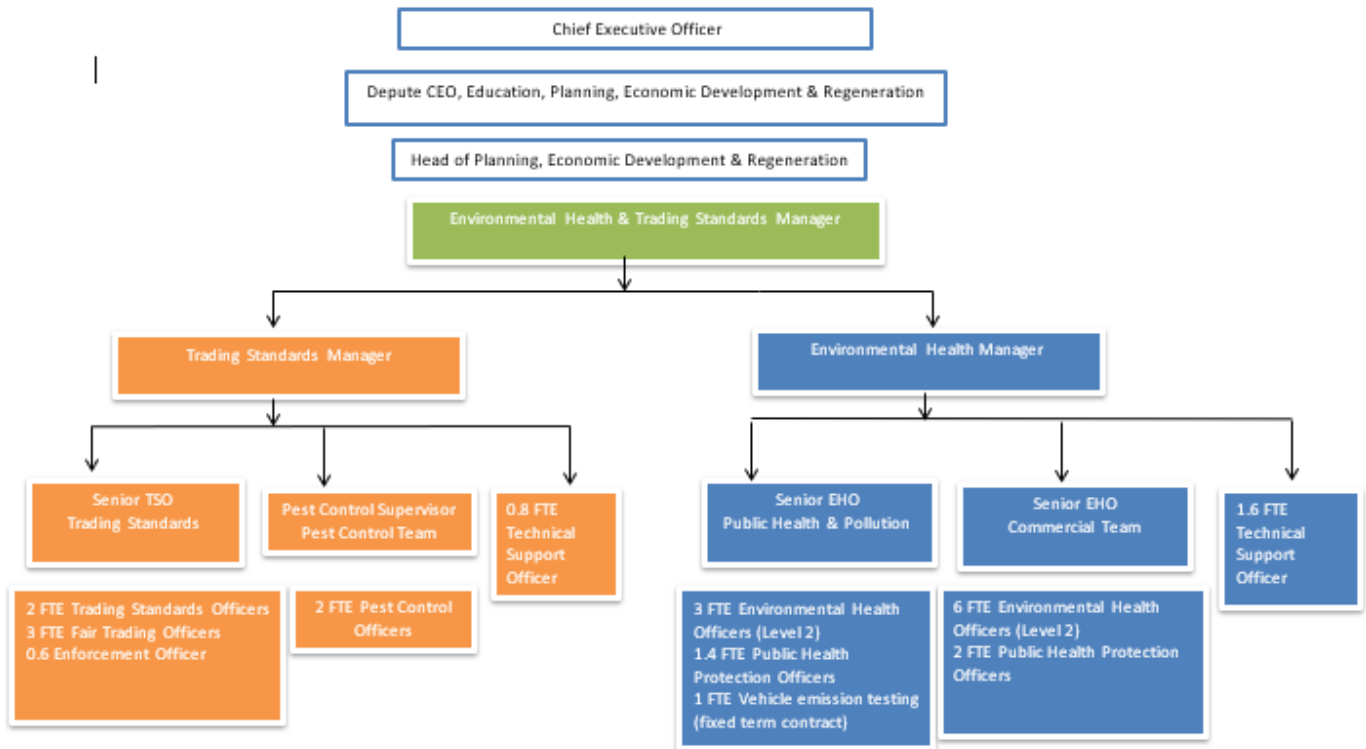 Chief Executive Officer
Depute CEO, Education, Planning, Economic Development & Regeneration
Head of Planning, Economic Development & Regeneration
Environmental Health & Trading Standards Manager
Trading Standards Manager
Environmental Health Manager
Senior TSO
Trading Standards
Pest Control Supervisor
Pest Control Team
0.8 FTE
Technical
Support
Officer
Senior EHO
Public Health & Pollution
Senior EHO
Commercial Team
1.6 FTE
Technical
Support
Officer
2 FTE Trading Standards Officers
3 FTE Fair Trading Officers
0.6 Enforcement Officer
2 FTE Pest Control
Officers
3 FTE Environmental Health
Officers (Level 2)
1.4 FTE Public Health
Protection Officers
1 FTE Vehicle emission testing
(fixed term contract)
6 FTE Environmental Health
Officers (Level 2)
2 FTE Public Health Protection
Officers